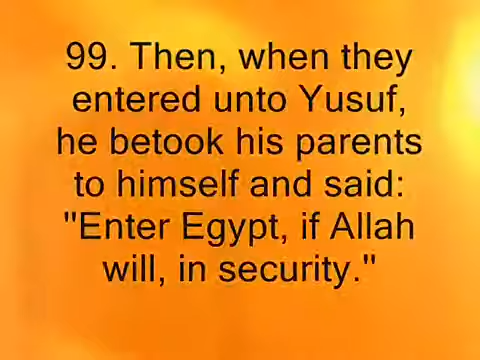 99. Then, when they
entered unto Yusuf,
he betook his parents
to himself and said:
"Enter Egypt, if Allah
will, in security."